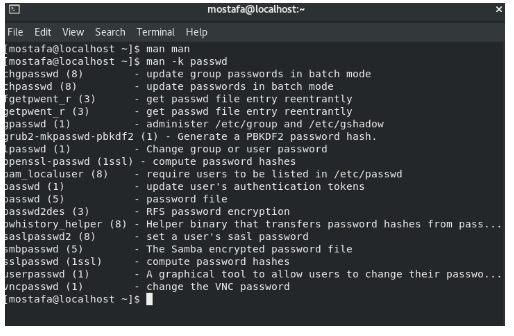 mostafa@localhost:~
File Edit View Search Terminal Help
[mostafa@localhost ~]$ man man
[mostafa@localhost ~]$ man -k passwd
chgpasswd (8) - update group passwords in batch mode
chpasswd (8) - update passwords in batch mode
fgetpwent_r (3) - get passwd file entry reentrantly
getpwent_r (3) - get passwd file entry reentrantly
gpasswd (1) - administer /etc/group and /etc/gshadow
grub2-mkpasswd-pbkdf2 (1) - Generate a PBKDF2 password hash.
lpasswd (1) - Change group or user password
openssl-passwd (1ssl) - compute password hashes
pam_localuser (8) - require users to be listed in /etc/passwd
passwd (1) - update user's authentication tokens
passwd (5) - password file
passwd2des (3) - RFS password encryption
pwhistory_helper (8) - Helper binary that transfers password hashes from pass...
saslpasswd2 (8) - set a user's sasl password
smbpasswd (5) - The Samba encrypted password file
sslpasswd (1ssl) - compute password hashes
userpasswd (1) - A graphical tool to allow users to change their passwo...
vncpasswd (1) - change the VNC password
[mostafa@localhost ~]$